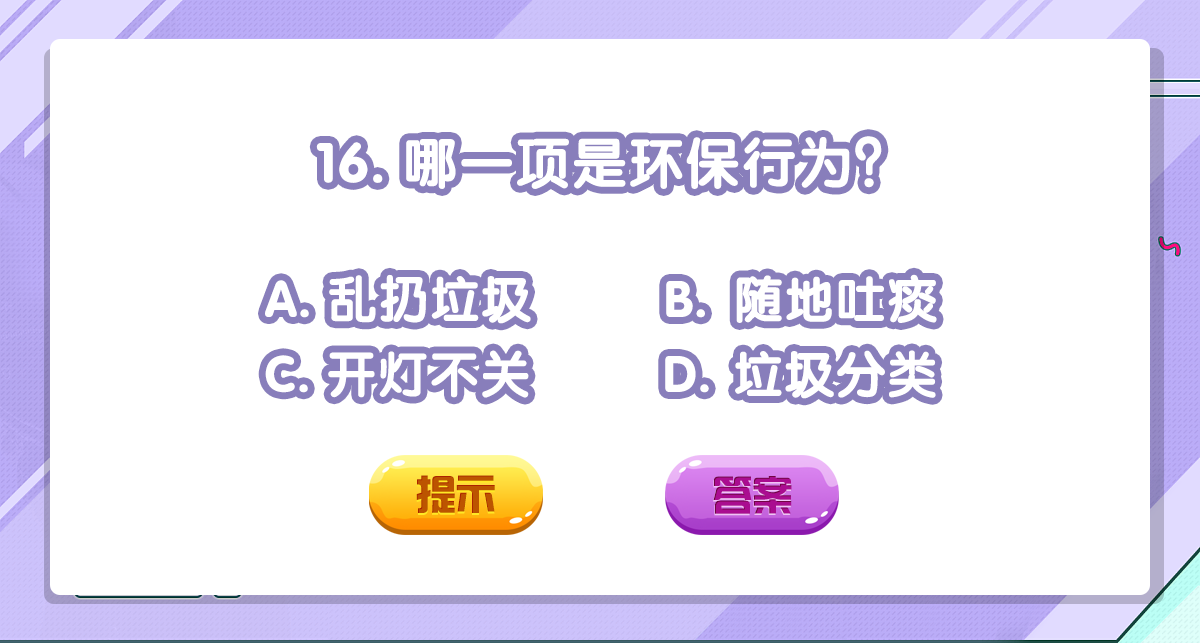 16. 哪一项是环保行为?
A. 乱扔垃圾 B. 随地吐痰
C. 开灯不关 D. 垃圾分类
提示 答案